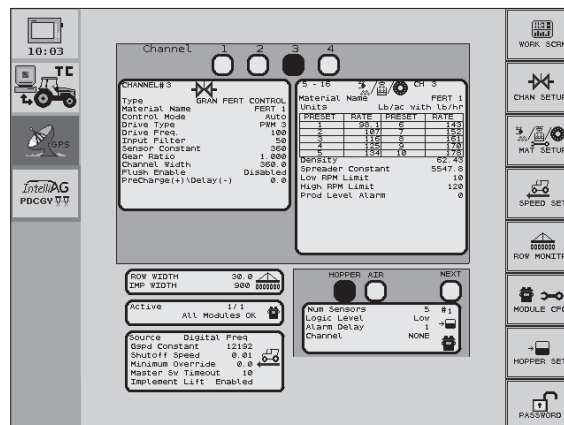 10:03
TC
GPS
IntelliAG
PDCGY
Channel 1 2 3 4
CHANNEL# 3
Type GRAN FERT CONTROL
Material Name FERT 1
Control Mode Auto
Drive Type PWM 3
Drive Freq. 100
Input Filter 50
Sensor Constant 360
Gear Ratio 1.000
Channel Width 360.0
Flush Enable Disabled
PreCharge(+)\Delay(-) 0.0
5 - 16 CH 3
Material Name FERT 1
Units Lb/ac with lb/hr
PRESET RATE PRESET RATE
1 98.1 6 143
2 107 7 152
3 116 8 161
4 125 9 170
5 134 10 178
Density 62.43
Spreader Constant 5547.8
Low RPM Limit 10
High RPM Limit 120
Prod Level Alarm 0
ROW WIDTH 30.0
IMP WIDTH 900
Active 1/1
All Modules OK
Source Digital Freq
Gspd Constant 12192
Shutoff Speed 0.01
Minimum Override 0.0
Master Sw Timeout 10
Implement Lift Enabled
HOPPER AIR NEXT
Num Sensors 5 #1
Logic Level Low
Alarm Delay 1
Channel NONE
WORK SCRN
CHAN SETUP
MAT SETUP
SPEED SET
ROW MONITR
MODULE CFG
HOPPER SET
PASSWORD